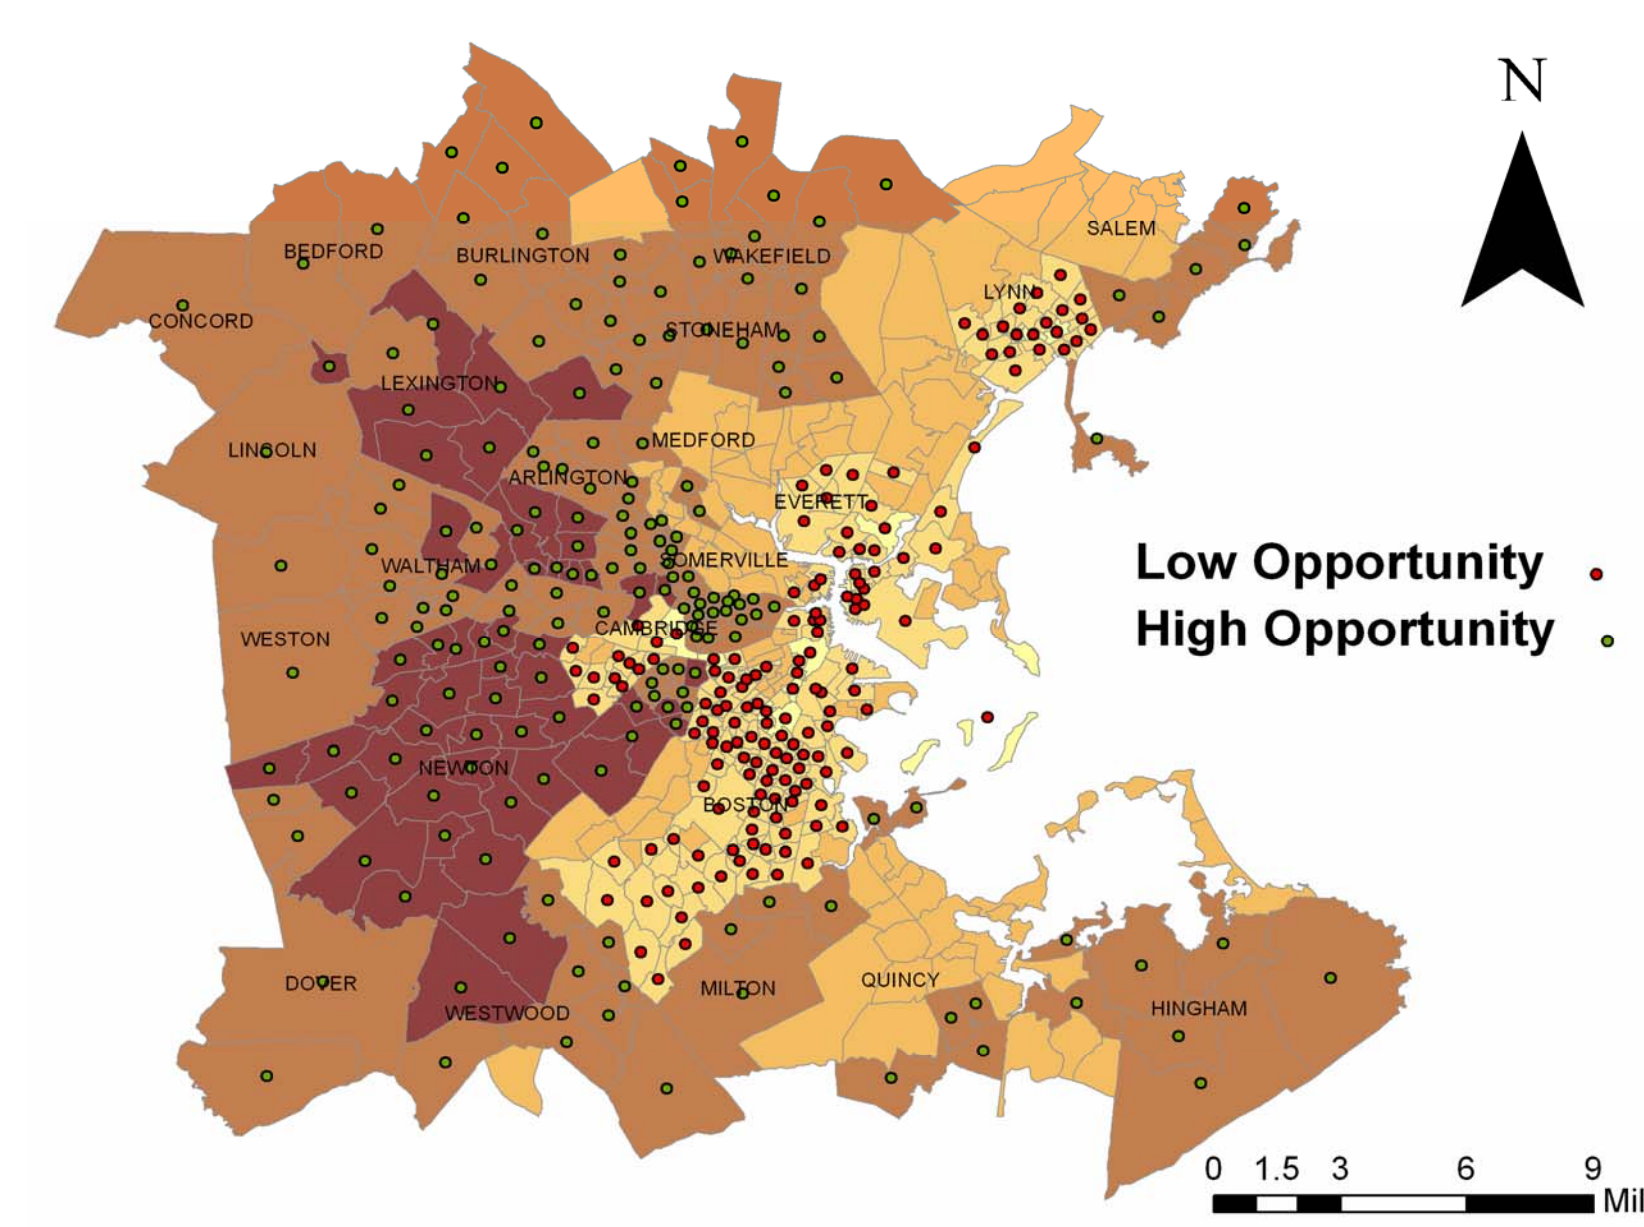 N
SALEM
BEDFORD
BURLINGTON
WAKEFIELD
LYNN
CONCORD
STONEHAM
LEXINGTON
LINCOLN
MEDFORD
ARLINGTON
EVERETT
WALTHAM
SOMERVILLE
Low Opportunity
High Opportunity
WESTON
CAMBRIDGE
NEWTON
BOSTON
DOVER
MILTON
QUINCY
WESTWOOD
HINGHAM
0 1.5 3 6 9
Mil